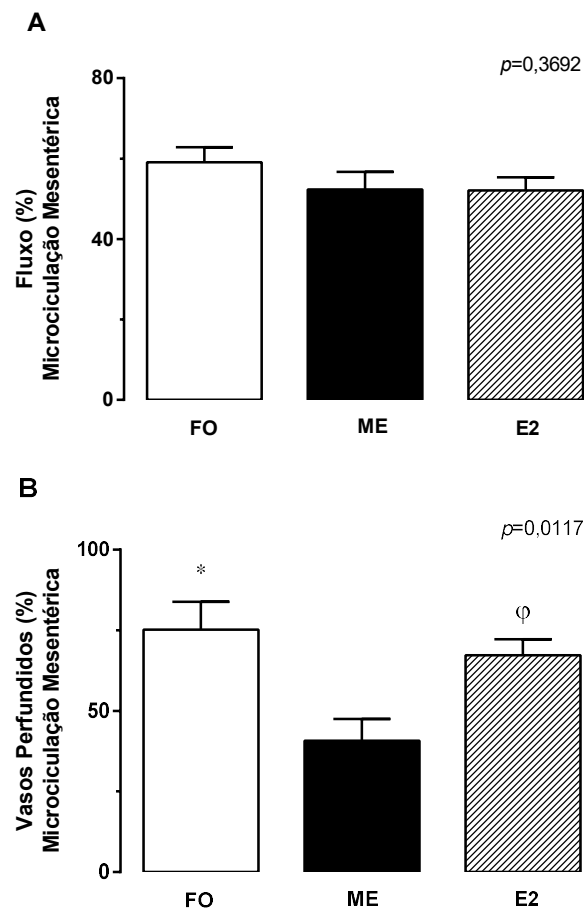 A
p=0,3692
80
40
0
Fluxo (%)
Microciculação Mesentérica
FO
ME
E2
B
p=0,0117
100
50
0
Vasos Perfundidos (%)
Microciculação Mesentérica
*
φ
FO
ME
E2